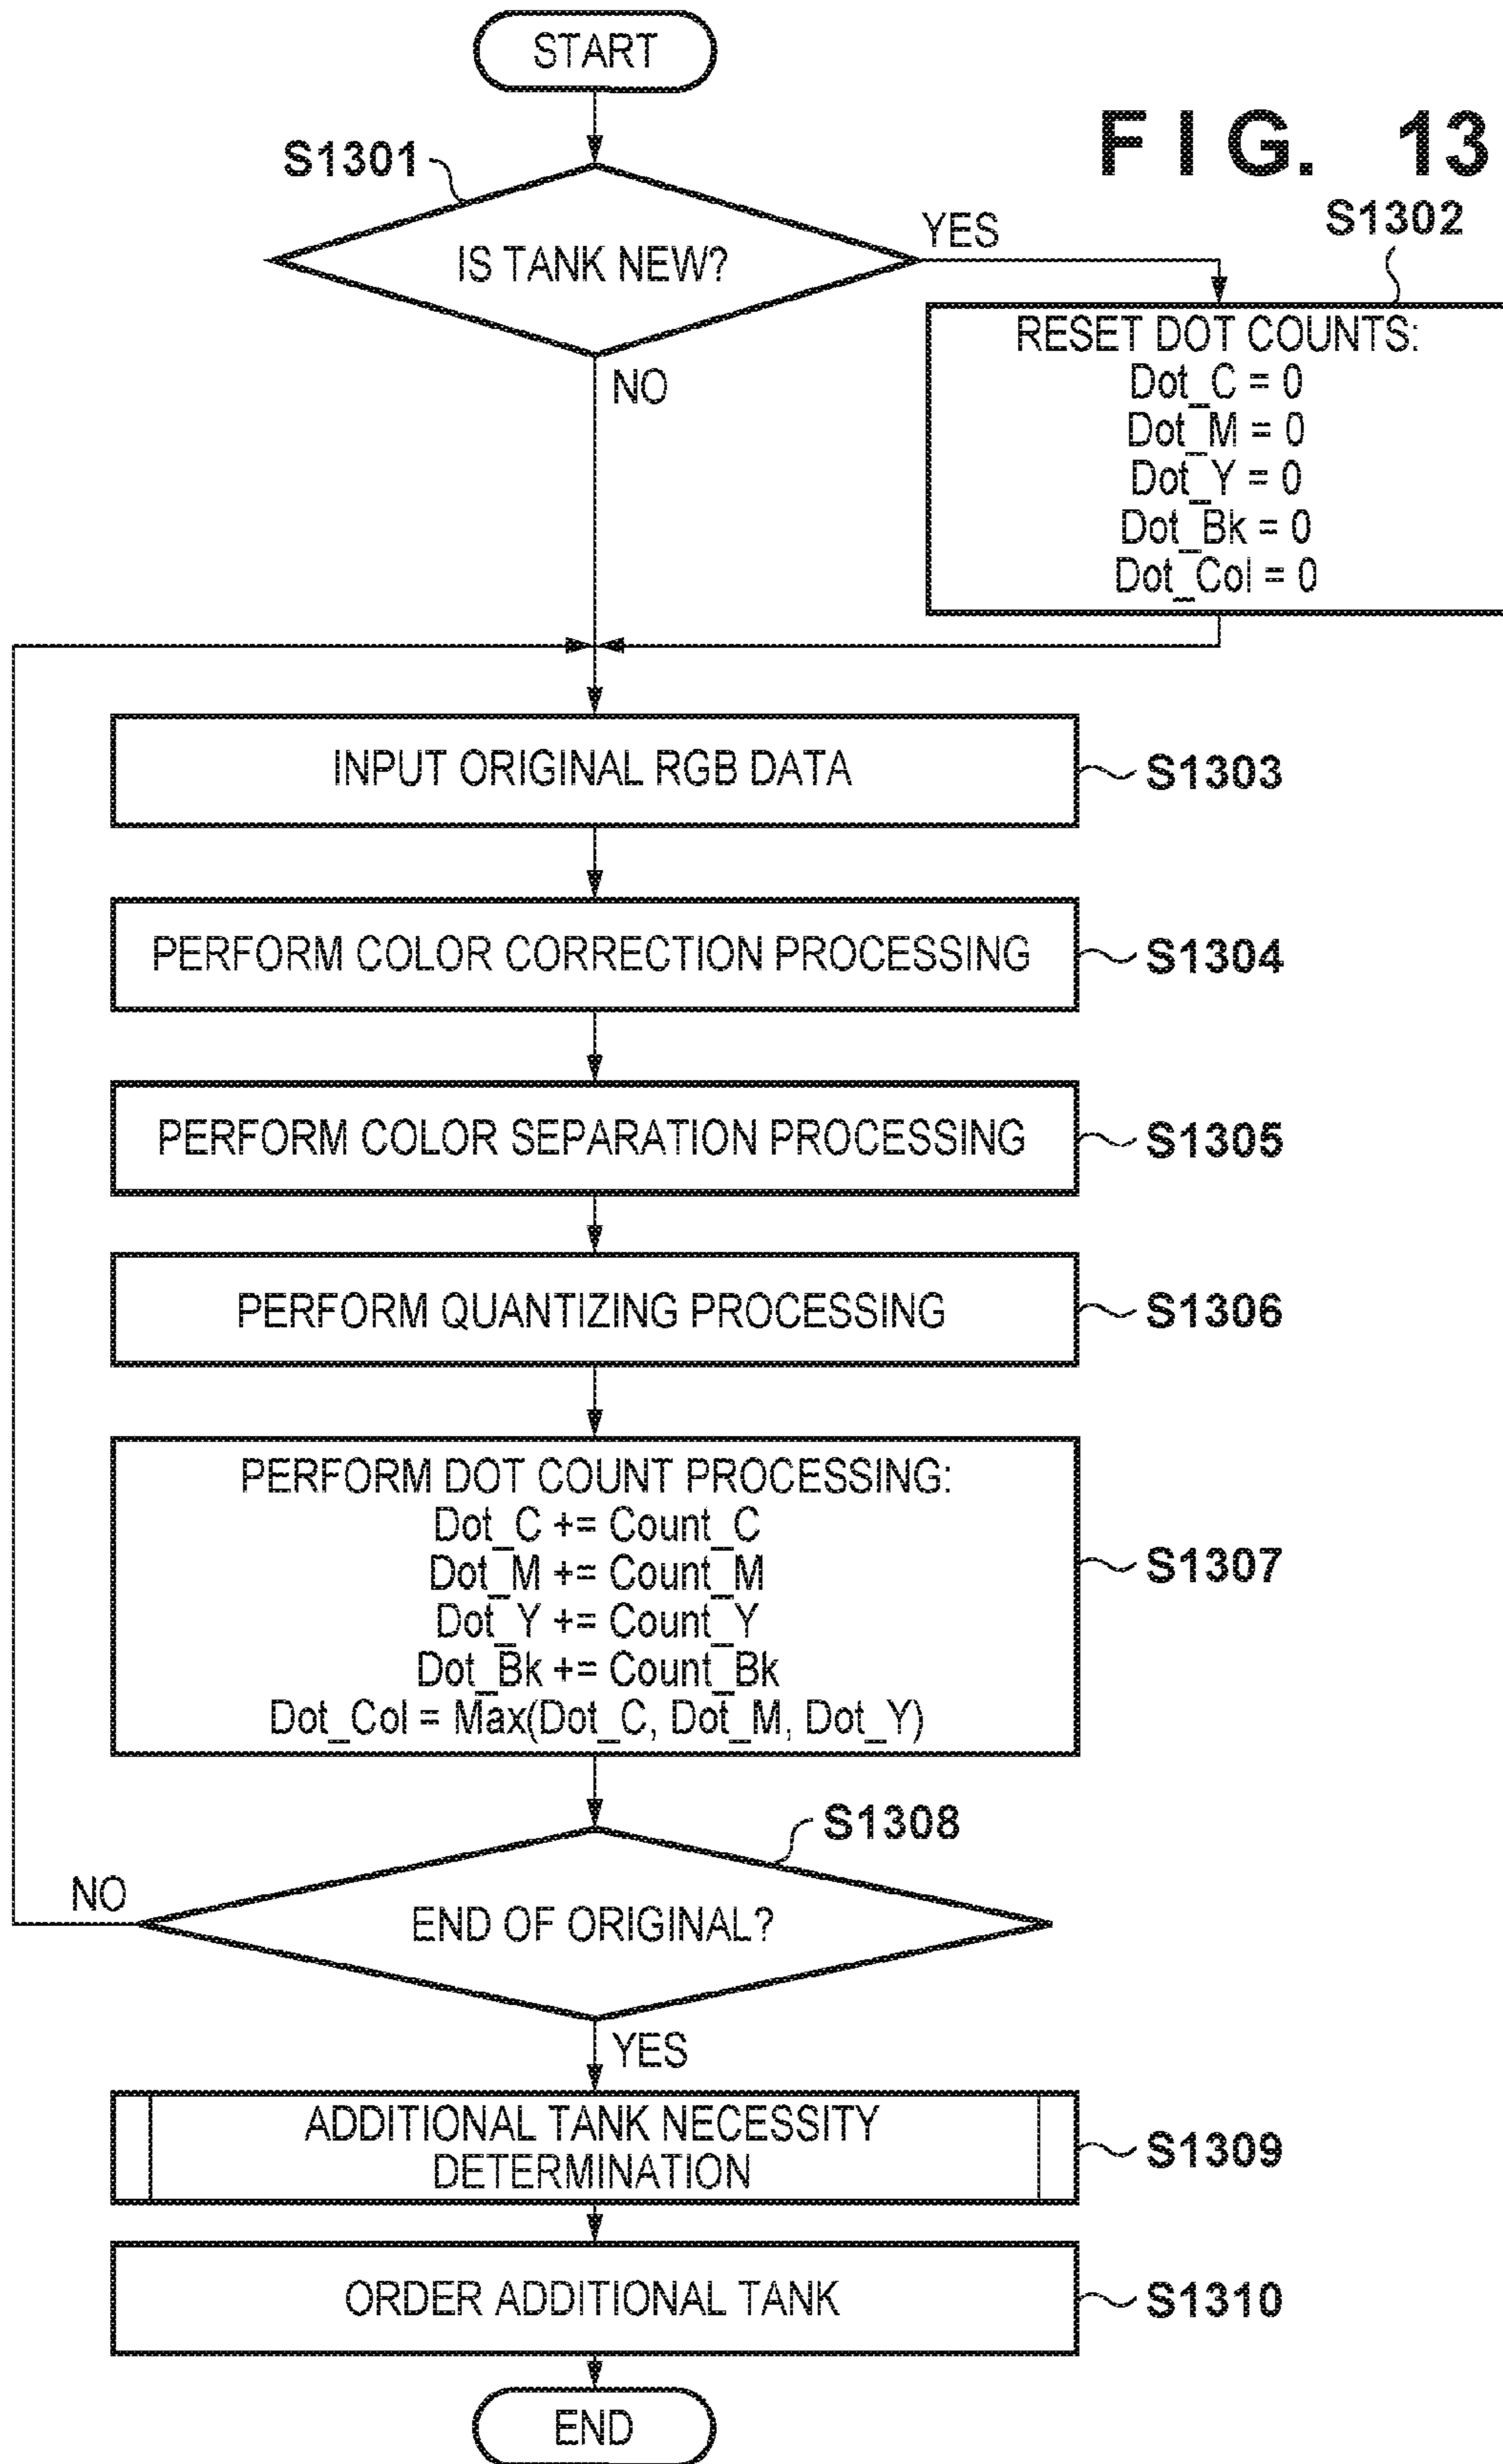 START
FIG. 13
S1301
IS TANK NEW?
YES
S1302
NO
RESET DOT COUNTS:
Dot_C = 0
Dot_M = 0
Dot_Y = 0
Dot_Bk = 0
Dot_Col = 0
INPUT ORIGINAL RGB DATA
S1303
PERFORM COLOR CORRECTION PROCESSING
S1304
PERFORM COLOR SEPARATION PROCESSING
S1305
PERFORM QUANTIZING PROCESSING
S1306
PERFORM DOT COUNT PROCESSING:
Dot_C += Count_C
Dot_M += Count_M
Dot_Y += Count_Y
Dot_Bk += Count_Bk
Dot_Col = Max(Dot_C, Dot_M, Dot_Y)
S1307
S1308
NO
END OF ORIGINAL?
YES
ADDITIONAL TANK NECESSITY
DETERMINATION
S1309
ORDER ADDITIONAL TANK
S1310
END